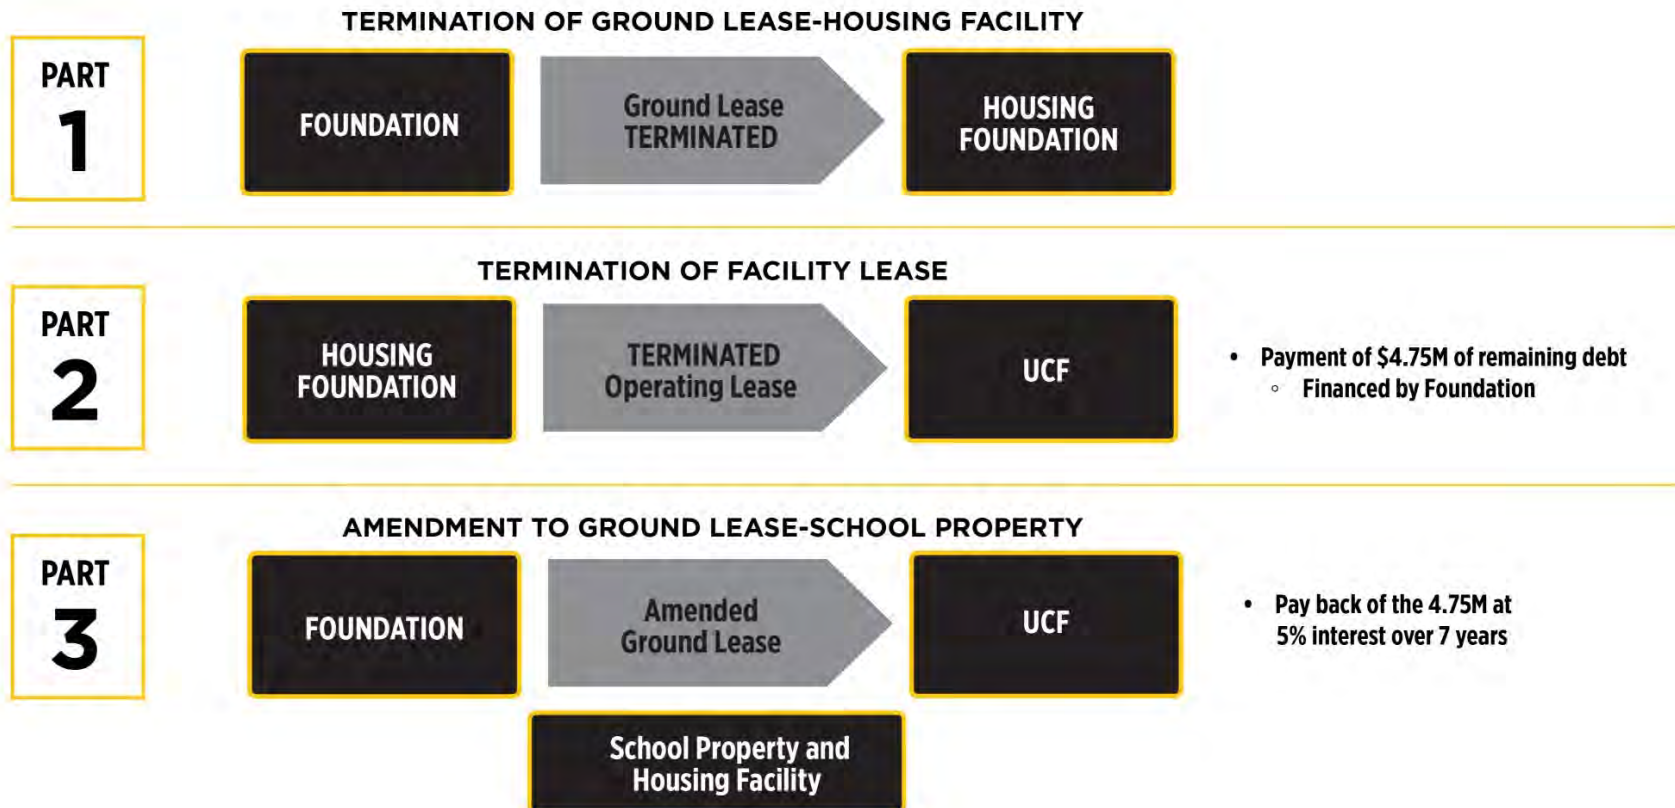 TERMINATION OF GROUND LEASE-HOUSING FACILITY
PART
1
FOUNDATION
Ground Lease
TERMINATED
HOUSING
FOUNDATION
TERMINATION OF FACILITY LEASE
PART
2
HOUSING
FOUNDATION
TERMINATED
Operating Lease
UCF
• Payment of $4.75M of remaining debt
◦ Financed by Foundation
AMENDMENT TO GROUND LEASE-SCHOOL PROPERTY
PART
3
FOUNDATION
Amended
Ground Lease
UCF
• Pay back of the 4.75M at
5% interest over 7 years
School Property and
Housing Facility